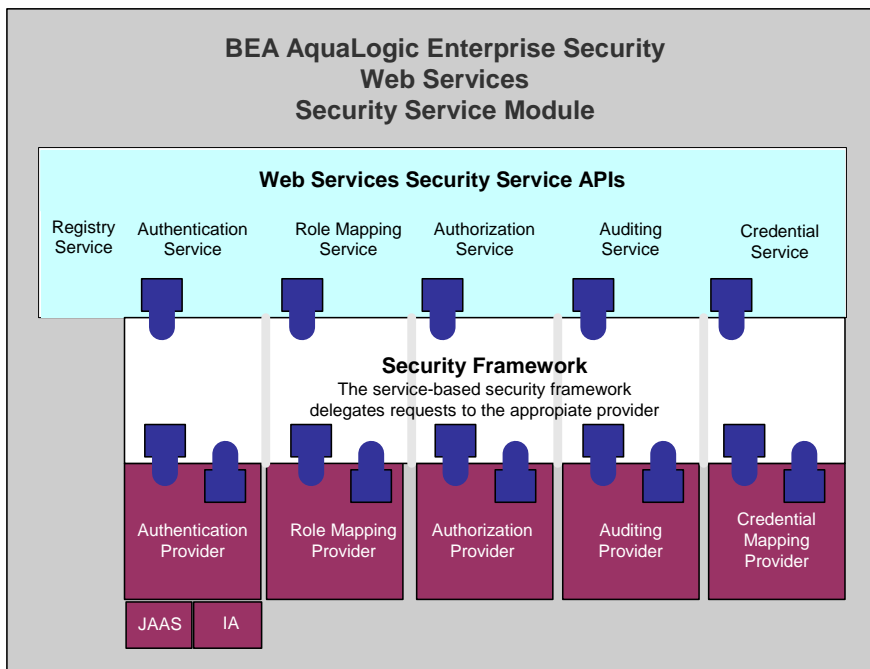 BEA AquaLogic Enterprise Security
Web Services
Security Service Module
Web Services Security Service APIs
Registry
Service
Authentication
Service
Role Mapping
Service
Authorization
Service
Auditing
Service
Credential
Service
Security Framework
The service-based security framework
delegates requests to the appropiate provider
Authentication
Provider
Role Mapping
Provider
Authorization
Provider
Auditing
Provider
Credential
Mapping
Provider
JAAS
IA